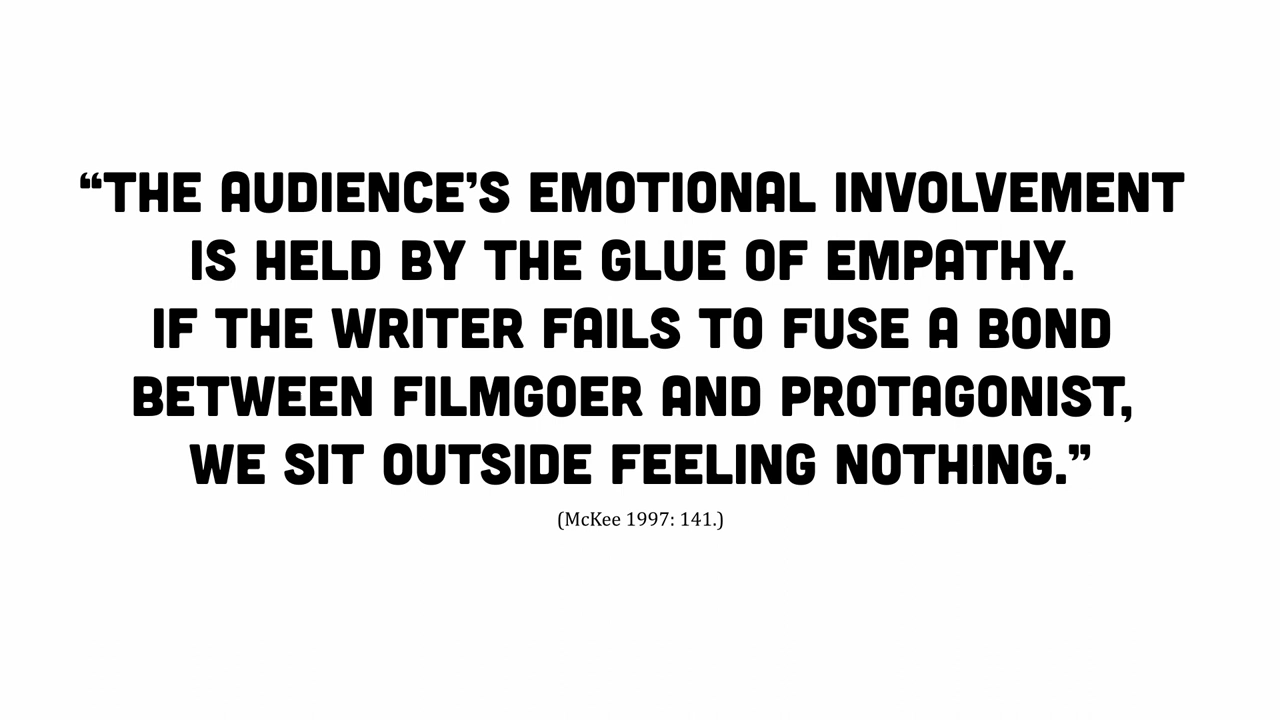 “THE AUDIENCE’S EMOTIONAL INVOLVEMENT
IS HELD BY THE GLUE OF EMPATHY.
IF THE WRITER FAILS TO FUSE A BOND
BETWEEN FILMGOER AND PROTAGONIST,
WE SIT OUTSIDE FEELING NOTHING.”
(McKee 1997: 141.)